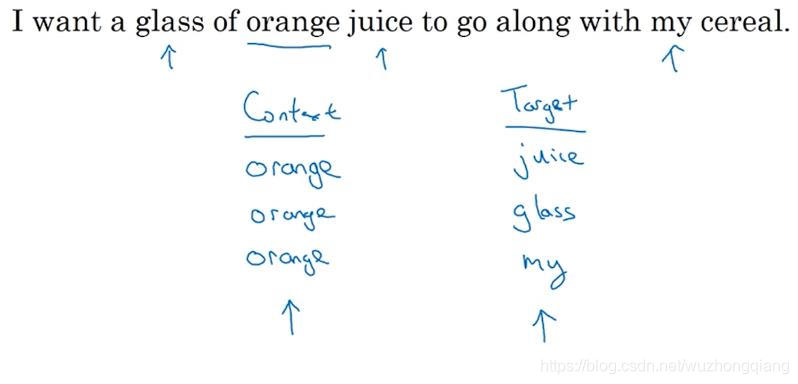 I want a glass of orange juice to go along with my cereal.
Context Target
orange juice
orange glass
orange my
https://blog.csdn.net/wuzhongqiang